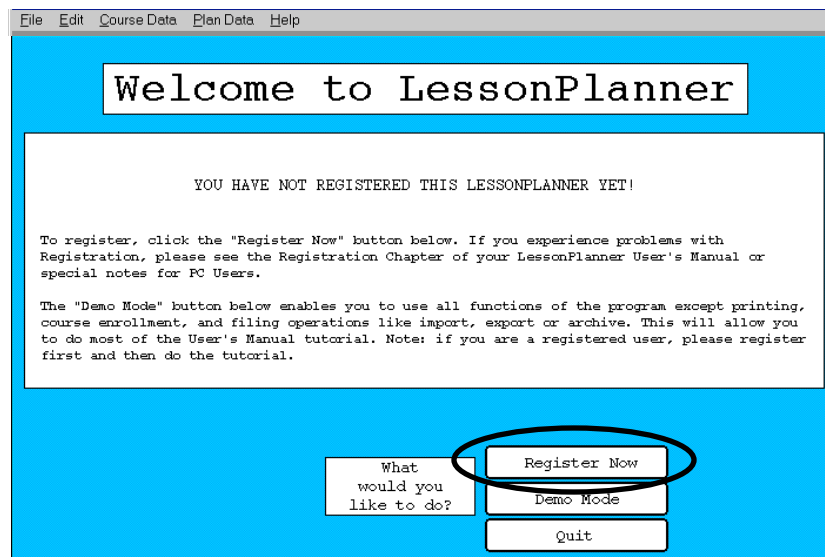 File Edit Course Data Plan Data Help
Welcome to LessonPlanner
YOU HAVE NOT REGISTERED THIS LESSONPLANNER YET!
To register, click the "Register Now" button below. If you experience problems with
Registration, please see the Registration Chapter of your LessonPlanner User's Manual or
special notes for PC Users.
The "Demo Mode" button below enables you to use all functions of the program except printing,
course enrollment, and filing operations like import, export or archive. This will allow you
to do most of the User's Manual tutorial. Note: if you are a registered user, please register
first and then do the tutorial.
What
would you
like to do?
Register Now
Demo Mode
Quit